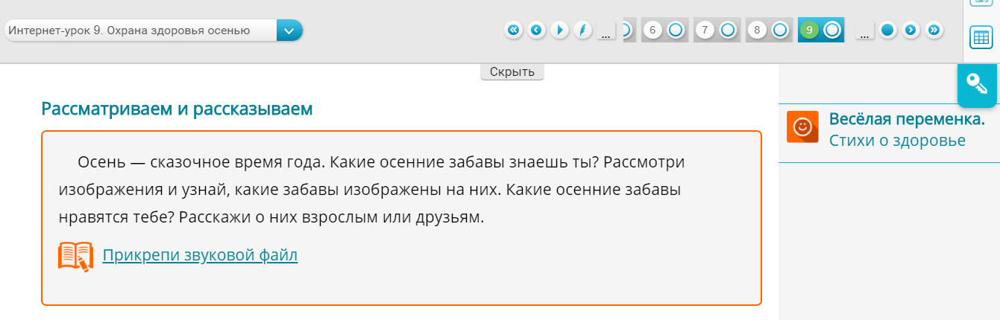 Интернет-урок 9. Охрана здоровья осенью
...
6
7
8
9
...
Скрыть
Рассматриваем и рассказываем
Осень — сказочное время года. Какие осенние забавы знаешь ты? Рассмотри
изображения и узнай, какие забавы изображены на них. Какие осенние забавы
нравятся тебе? Расскажи о них взрослым или друзьям.
Прикрепи звуковой файл
Весёлая переменка.
Стихи о здоровье